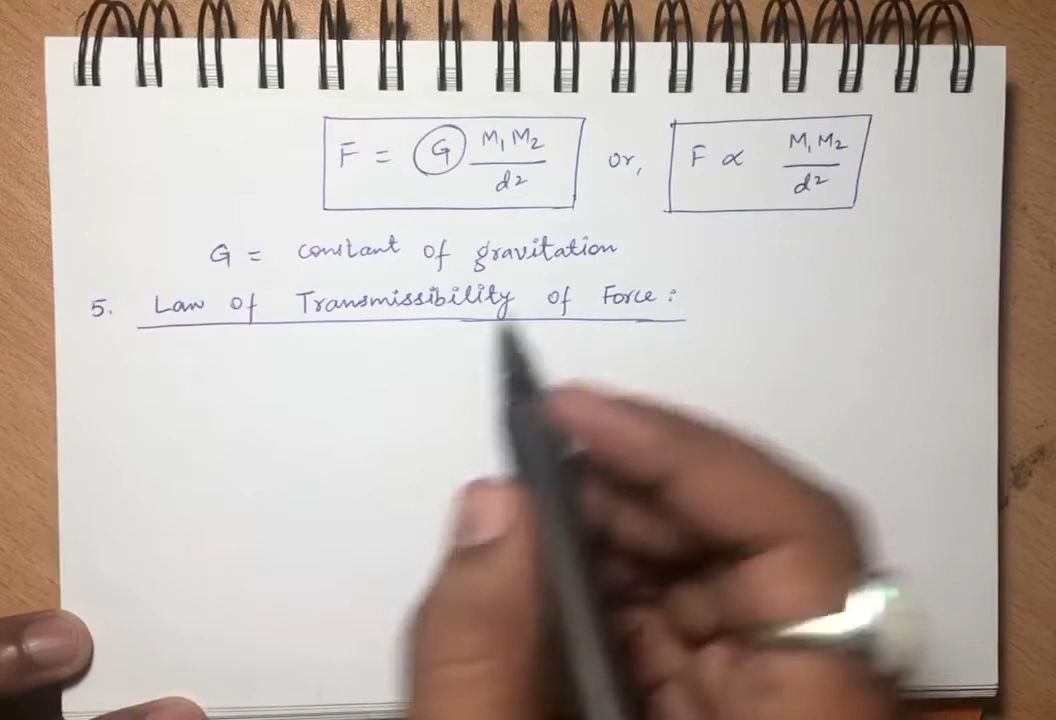 F = G M₁M₂ / d² or, F ∝ M₁M₂ / d²
G = constant of gravitation
5. Law of Transmissibility of Force: